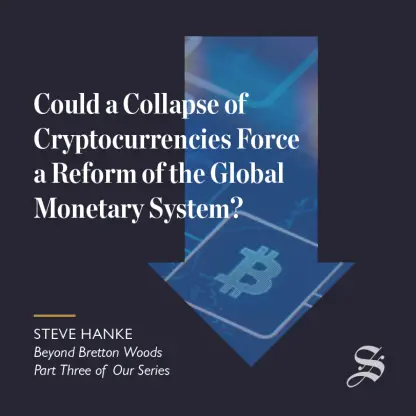 Could a Collapse of
Cryptocurrencies Force
a Reform of the Global
Monetary System?
STEVE HANKE
Beyond Bretton Woods
Part Three of Our Series
S